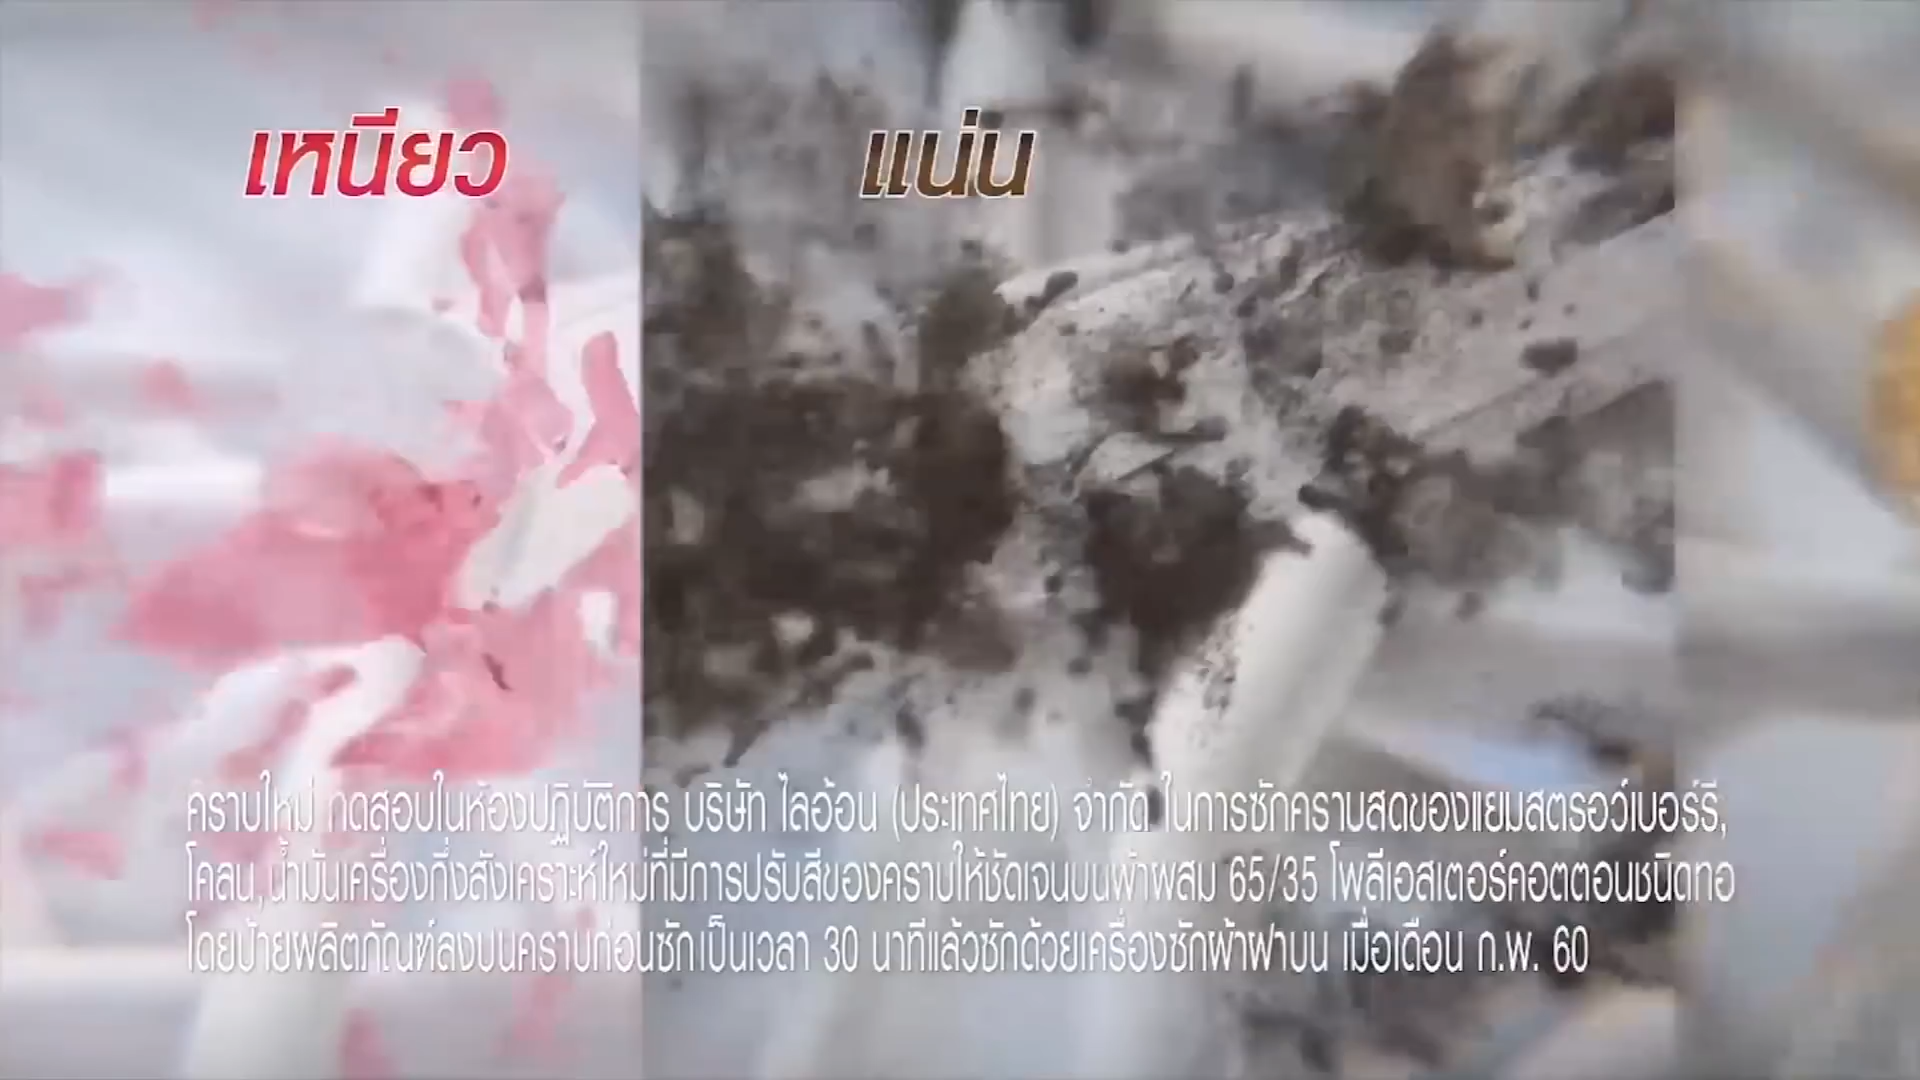 เหนียว
แน่น
คราบใหม่ ทดสอบในห้องปฏิบัติการ บริษัท ไลอ้อน (ประเทศไทย) จำกัด ในการซักคราบสดของแยมสตรอว์เบอร์รี,
โคลน,น้ำมันเครื่องกึ่งสังเคราะห์ใหม่ที่มีการปรับสีของคราบให้ชัดเจนบนผ้าผสม 65/35 โพลีเอสเตอร์คอตตอนชนิดทอ
โดยป้ายผลิตภัณฑ์ลงบนคราบก่อนซักเป็นเวลา 30 นาทีแล้วซักด้วยเครื่องซักผ้าฝาบน เมื่อเดือน ก.พ. 60